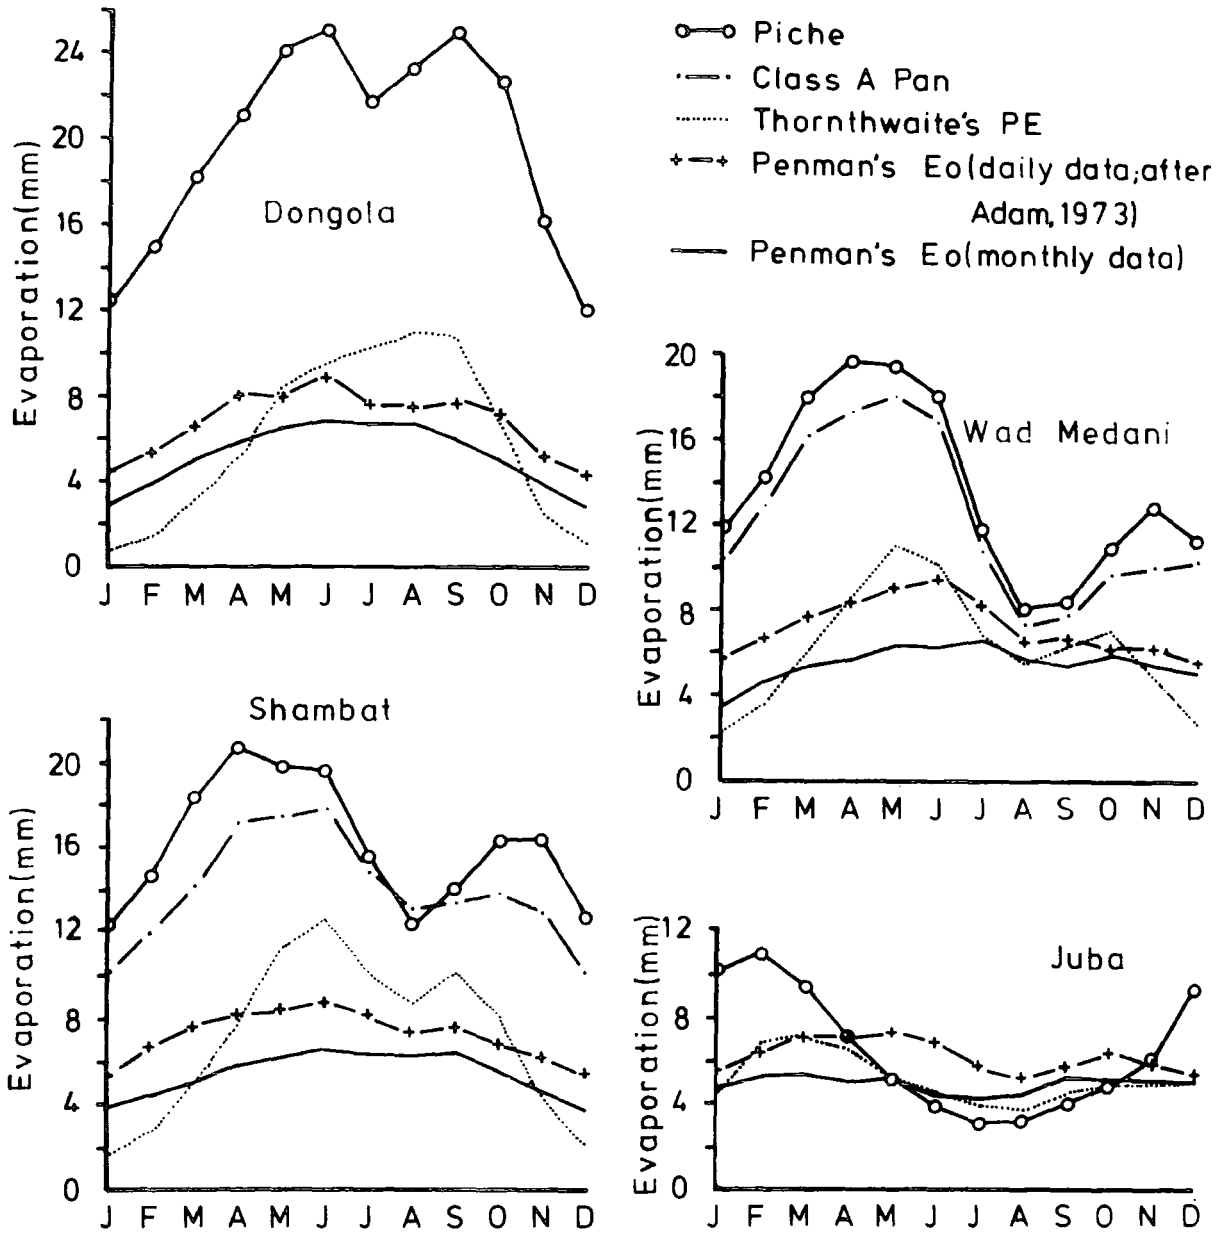 Piche
Class A Pan
Thornthwaite's PE
Penman's Eo(daily data;after
Adam,1973)
Penman's Eo(monthly data)
Dongola
Evaporation(mm)
24
20
16
12
8
4
0
J F M A M J J A S O N D
Wad Medani
Evaporation(mm)
20
16
12
8
4
0
J F M A M J J A S O N D
Shambat
Evaporation(mm)
20
16
12
8
4
0
J F M A M J J A S O N D
Juba
Evaporation(mm)
12
8
4
0
J F M A M J J A S O N D